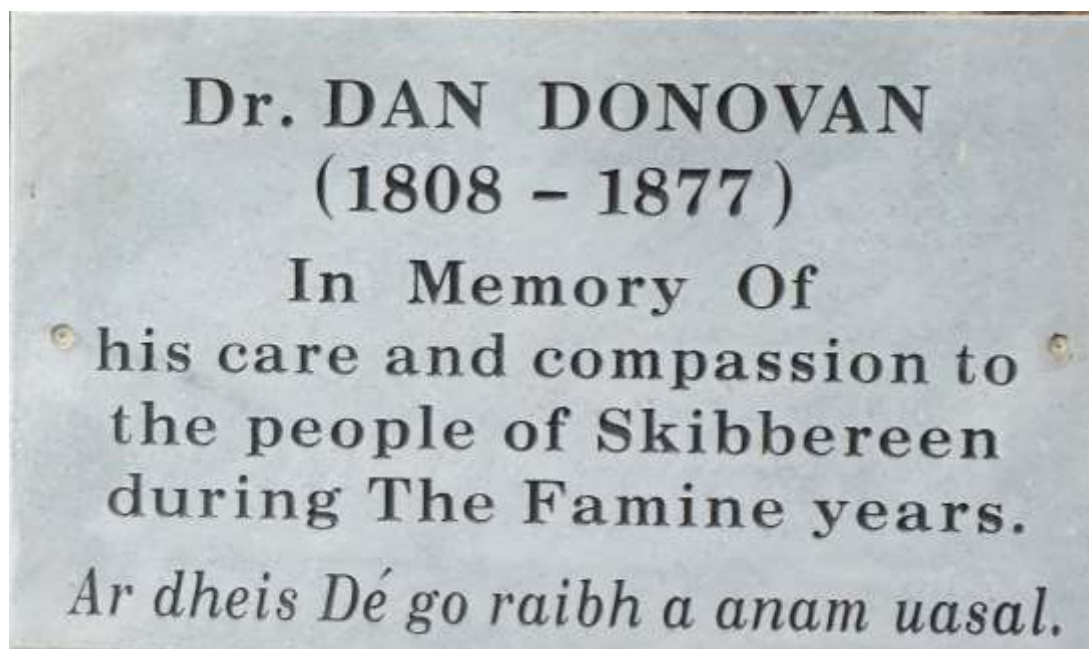 Dr. DAN DONOVAN
(1808 – 1877)
In Memory Of
his care and compassion to
the people of Skibbereen
during The Famine years.
Ar dheis Dé go raibh a anam uasal.